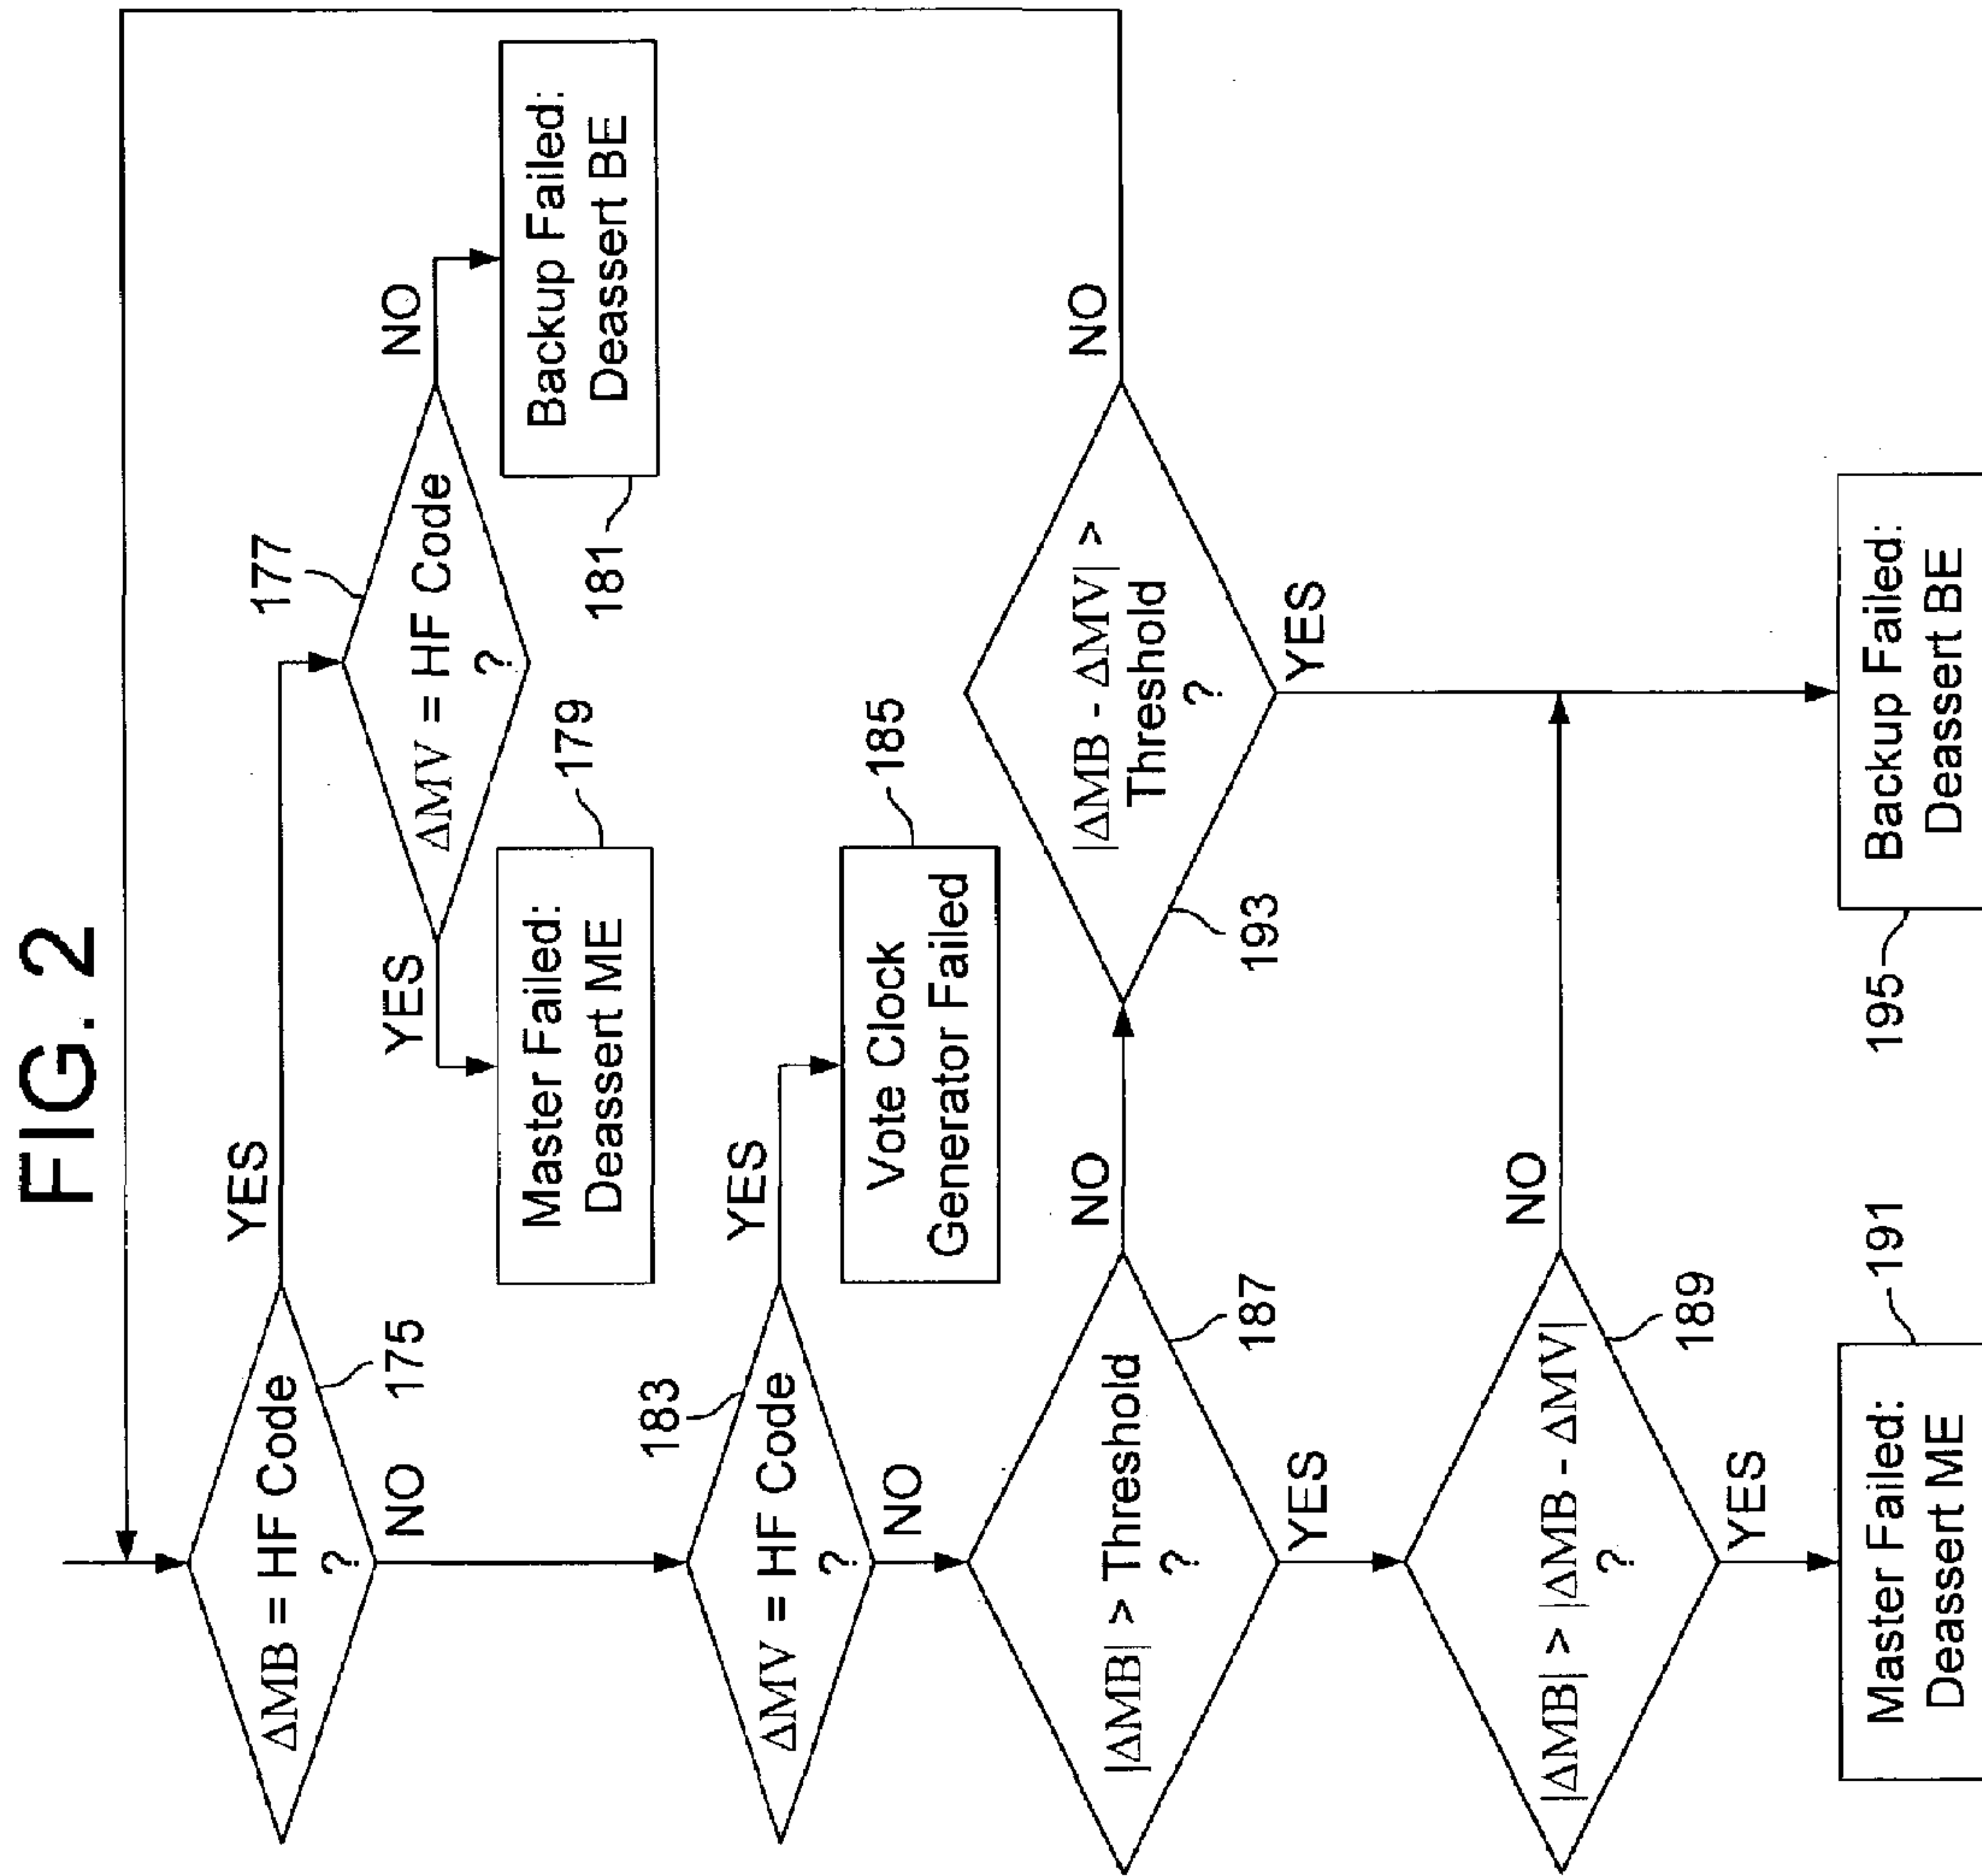 FIG. 2
ΔMB = HF Code
?
175
YES
NO
177
ΔMV = HF Code
?
YES
NO
Master Failed:
Deassert ME
179
Backup Failed:
Deassert BE
181
183
ΔMV = HF Code
?
YES
NO
Vote Clock
Generator Failed
185
|ΔMB| > Threshold
?
187
NO
YES
|ΔMB - ΔMV| >
Threshold
?
193
NO
YES
|ΔMB| > |ΔMB - ΔMV|
?
189
NO
YES
Master Failed:
Deassert ME
191
Backup Failed:
Deassert BE
195